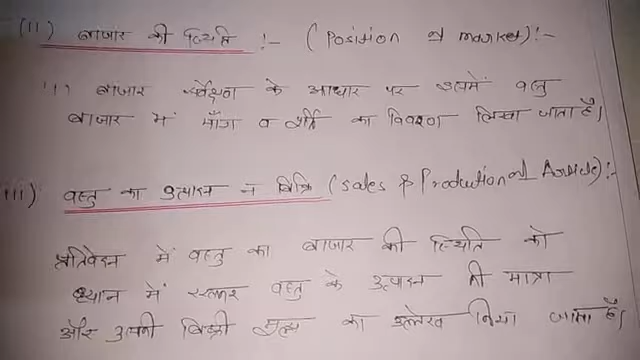 (ii) बाजार की स्थिति :- (Position of market) :-
(i) बाजार सर्वेक्षण के आधार पर इसमें वस्तु
बाजार में माँग व पूर्ति का विवरण लिखा जाता है।
iii) वस्तु का उत्पादन व बिक्रि (Sales & Production of Article) :-
प्रतिवेदन में वस्तु का बाजार की स्थिति को
ध्यान में रखकर वस्तु के उत्पादन की मात्रा
और उसकी बिक्री मूल्य का उल्लेख किया जाता है।